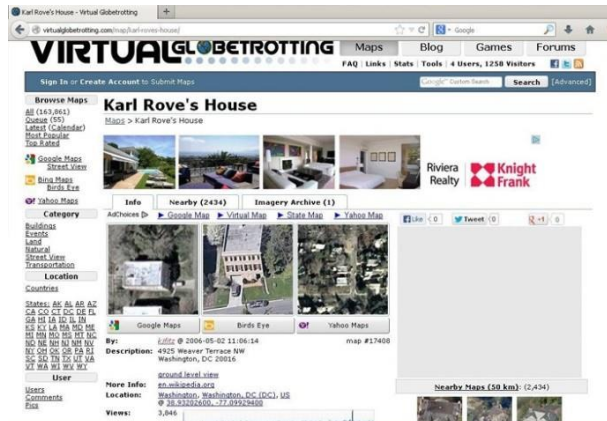 Karl Rove's House - Virtual Globetrotting
virtualglobetrotting.com/map/karl-roves-house/
Google
VIRTUALGLOBETROTTING
Maps
Blog
Games
Forums
FAQ | Links | Stats | Tools | 4 Users, 1258 Visitors
Sign In or Create Account to Submit Maps
Google Custom Search
Search
[Advanced]
Browse Maps
All (163,861)
Queue (55)
Latest (Calendar)
Most Popular
Top Rated
Google Maps
Street View
Bing Maps
Birds Eye
Yahoo Maps
Category
Buildings
Events
Land
Natural
Street View
Transportation
Location
Countries
States: AK AL AR AZ
CA CO CT DC DE FL
GA HI IA ID IL IN
KS KY LA MA MD ME
MI MN MO MS MT NC
ND NE NH NJ NM NV
NY OH OK OR PA RI
SC SD TN TX UT VA
VT WA WI WV WY
User
Users
Comments
Pics
Karl Rove's House
Maps > Karl Rove's House
Riviera
Realty
Knight
Frank
Info
Nearby (2434)
Imagery Archive (1)
AdChoices
Google Map
Virtual Map
State Map
Yahoo Map
Like 0
Tweet 0
+1 0
Google Maps
Birds Eye
Yahoo Maps
By: @ 2006-05-02 11:06:14
map #17408
Description: 4925 Weaver Terrace NW
Washington, DC 20016
ground level view
More Info: en.wikipedia.org
Location: Washington, Washington, DC (DC), US
@ 38.93202600, -77.09929400
Views: 3,846
Nearby Maps (50 km): (2,434)